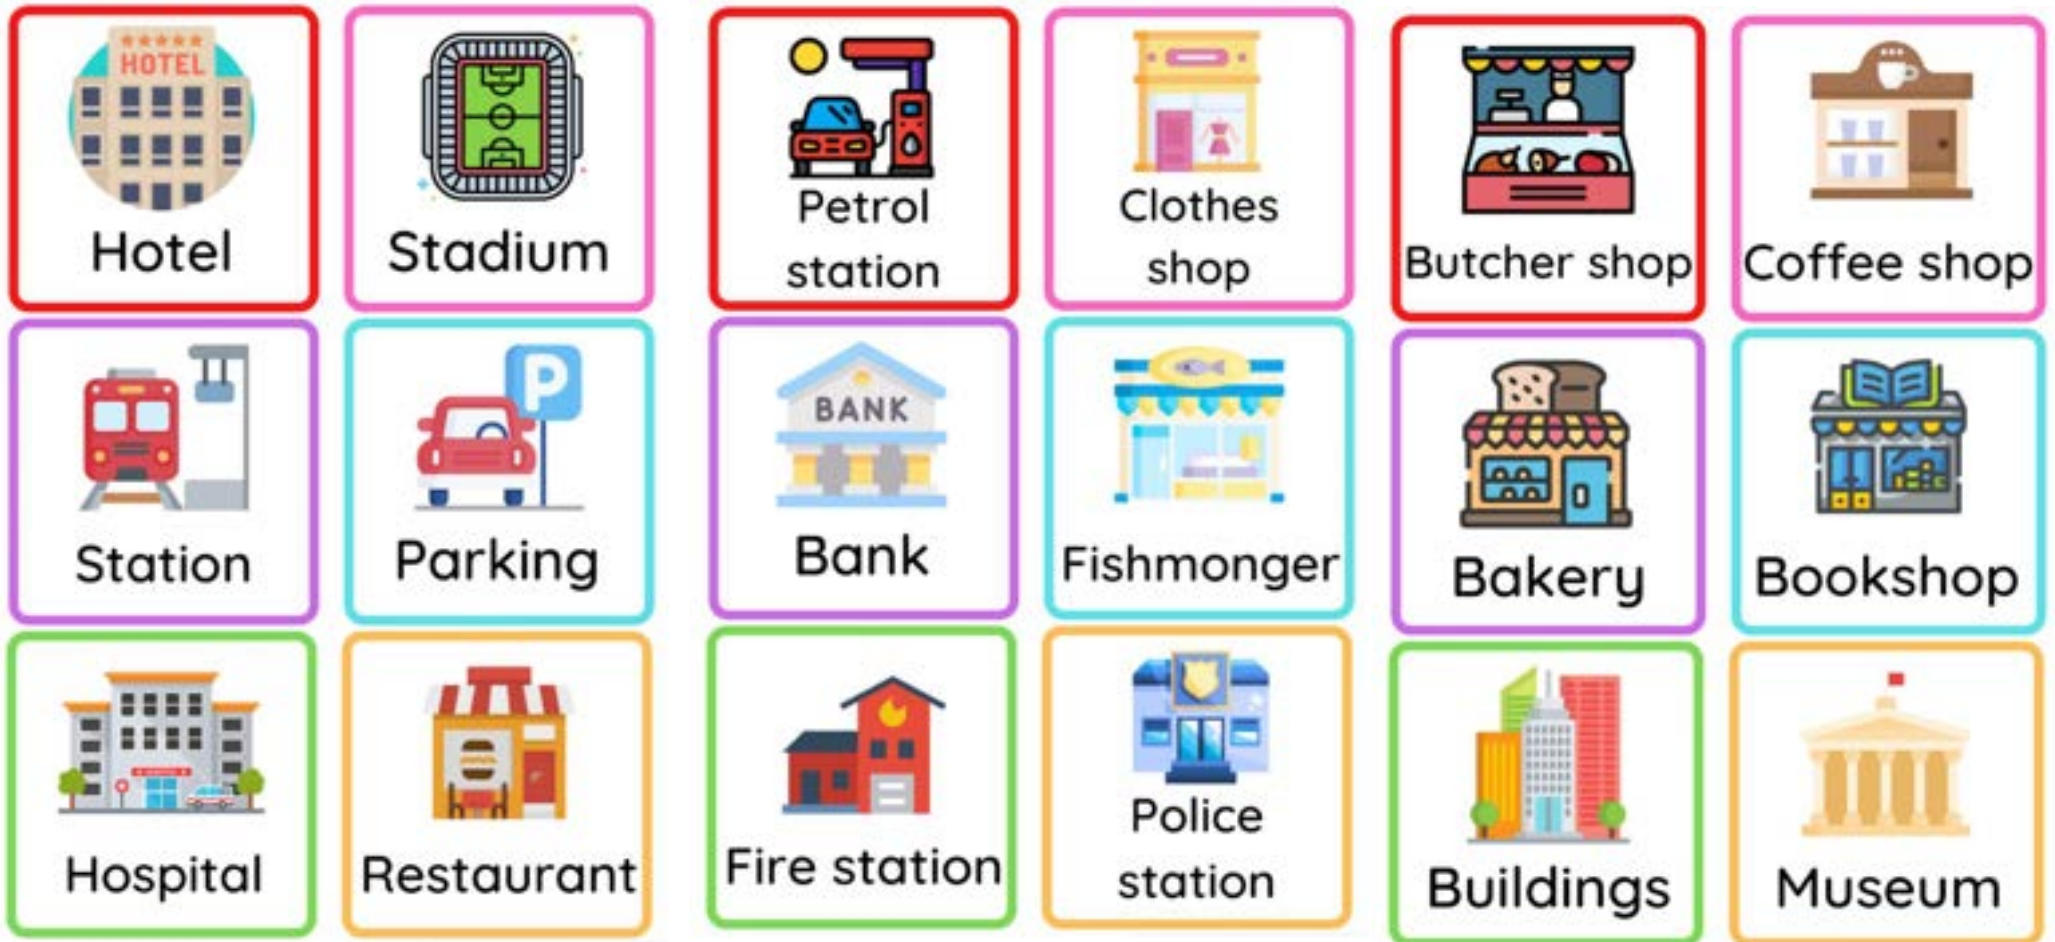 HOTEL
Hotel
Stadium
Petrol
station
Clothes
shop
Butcher shop
Coffee shop
Station
P
Parking
BANK
Bank
Fishmonger
Bakery
Bookshop
Hospital
Restaurant
Fire station
Police
station
Buildings
Museum